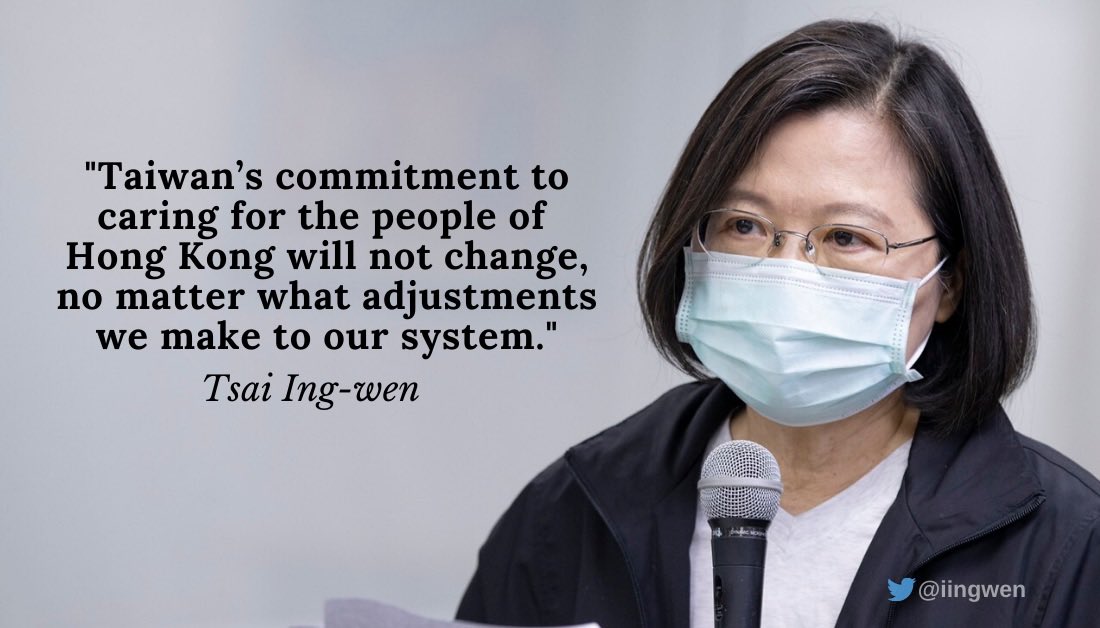 "Taiwan’s commitment to
caring for the people of
Hong Kong will not change,
no matter what adjustments
we make to our system."
Tsai Ing-wen
@iingwen